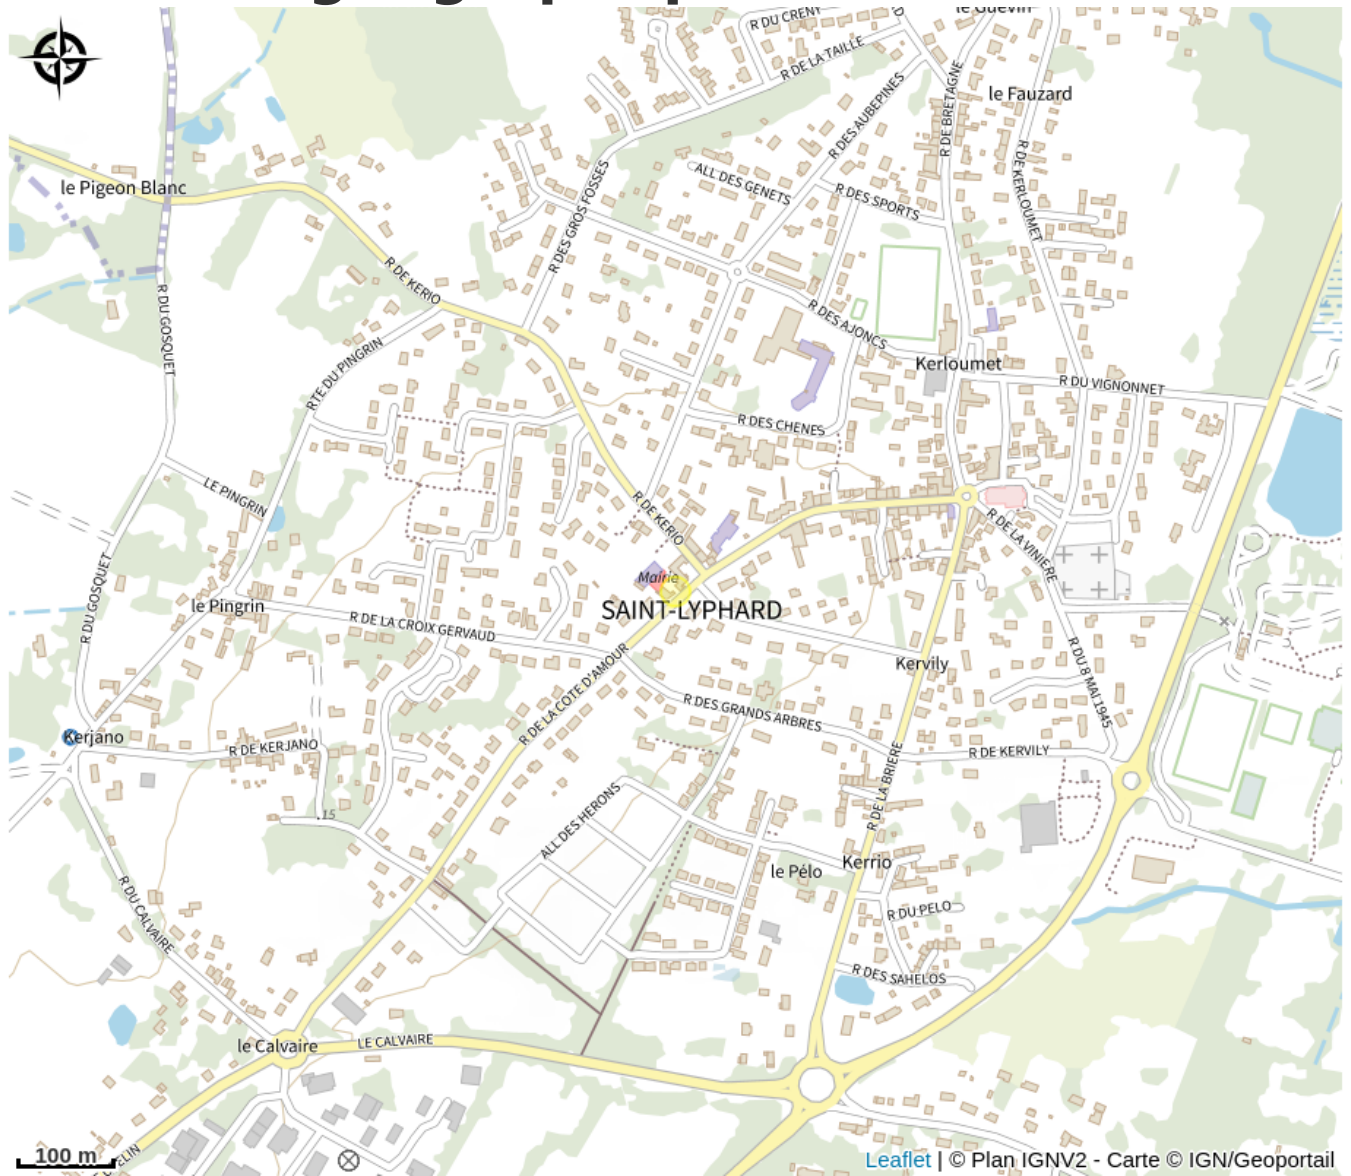 R DU CRENY
le Guévin
R DE LA TAILLE
le Fauzard
R DES AUBEPINES
R DE BRETAGNE
R DE KERLOUMET
le Pigeon Blanc
ALL DES GENETS
R DES SPORTS
R DES GROS FOSSES
R DE KERIO
R DU GOSQUET
R DES AJONCS
RTE DU PINGRIN
Kerloumet
R DU VIGNONNET
R DES CHENES
LE PINGRIN
R DE KERIO
R DE LA VINIERE
R DU GOSQUET
Mairie
le Pingrin
SAINT-LYPHARD
R DE LA CROIX GERVAUD
Kervily
R DU 8 MAI 1945
R DE LA COTE D'AMOUR
R DES GRANDS ARBRES
Kerjano
R DE KERJANO
R DE KERVILY
R DE LA BRIERE
15
ALL DES HERONS
Kerrio
le Pélo
R DU PELO
R DU CALVAIRE
R DES SAHELOS
le Calvaire
LE CALVAIRE
100 m
ELIN
Leaflet | © Plan IGNV2 - Carte © IGN/Geoportail